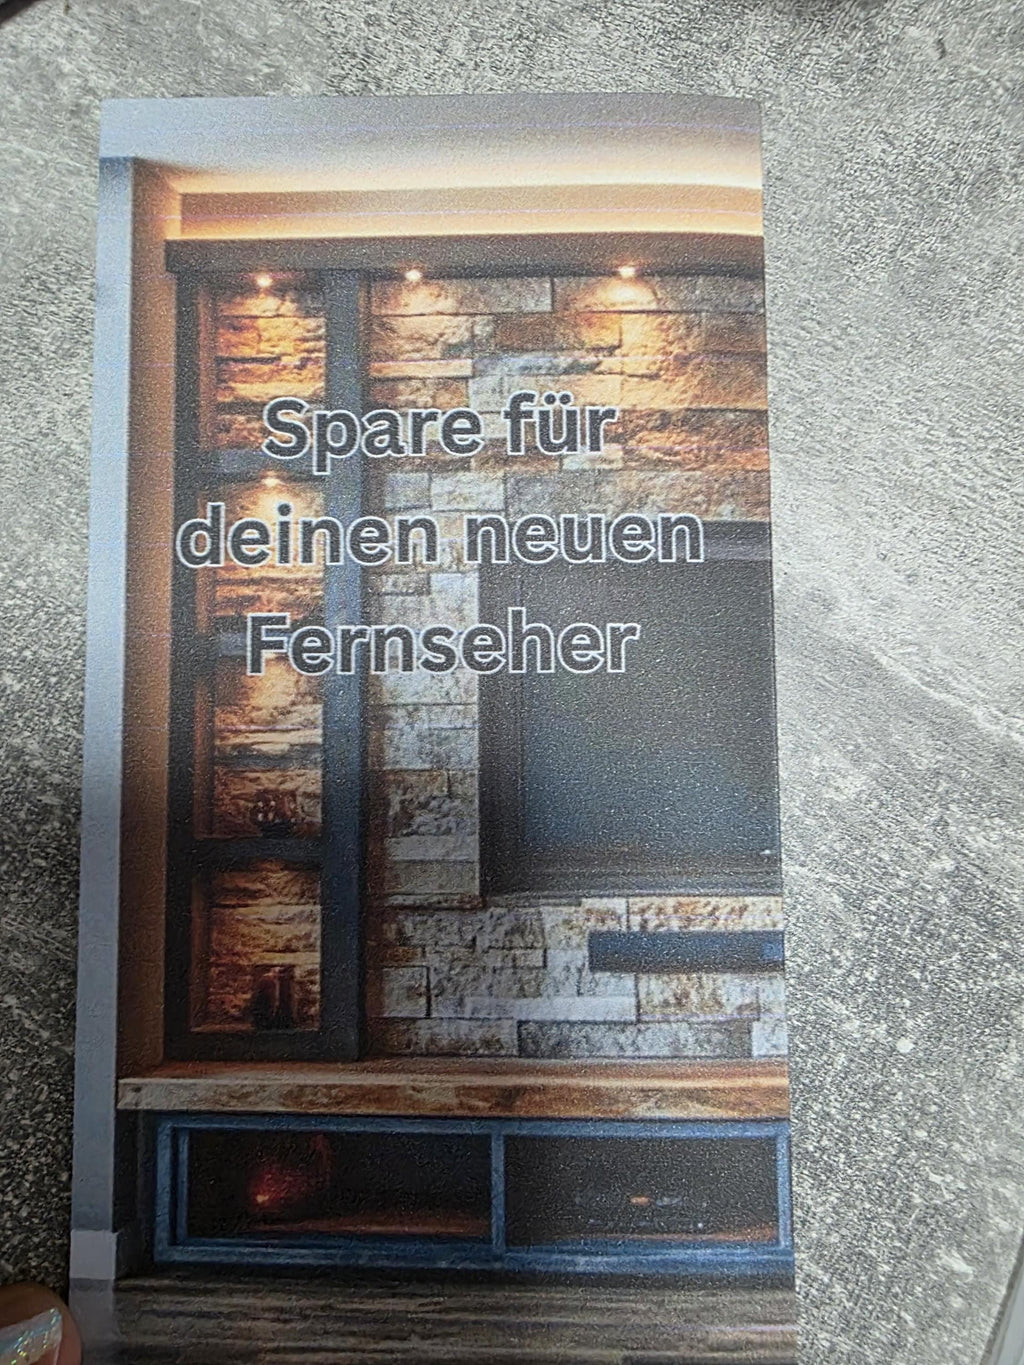 Spare für
deinen neuen
Fernseher